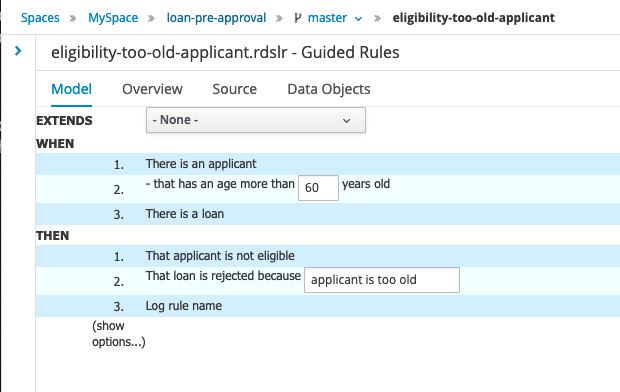 Spaces » MySpace » loan-pre-approval » master » eligibility-too-old-applicant
eligibility-too-old-applicant.rdslr - Guided Rules
Model Overview Source Data Objects
EXTENDS - None -
WHEN
1. There is an applicant
2. - that has an age more than 60 years old
3. There is a loan
THEN
1. That applicant is not eligible
2. That loan is rejected because applicant is too old
3. Log rule name
(show
options...)